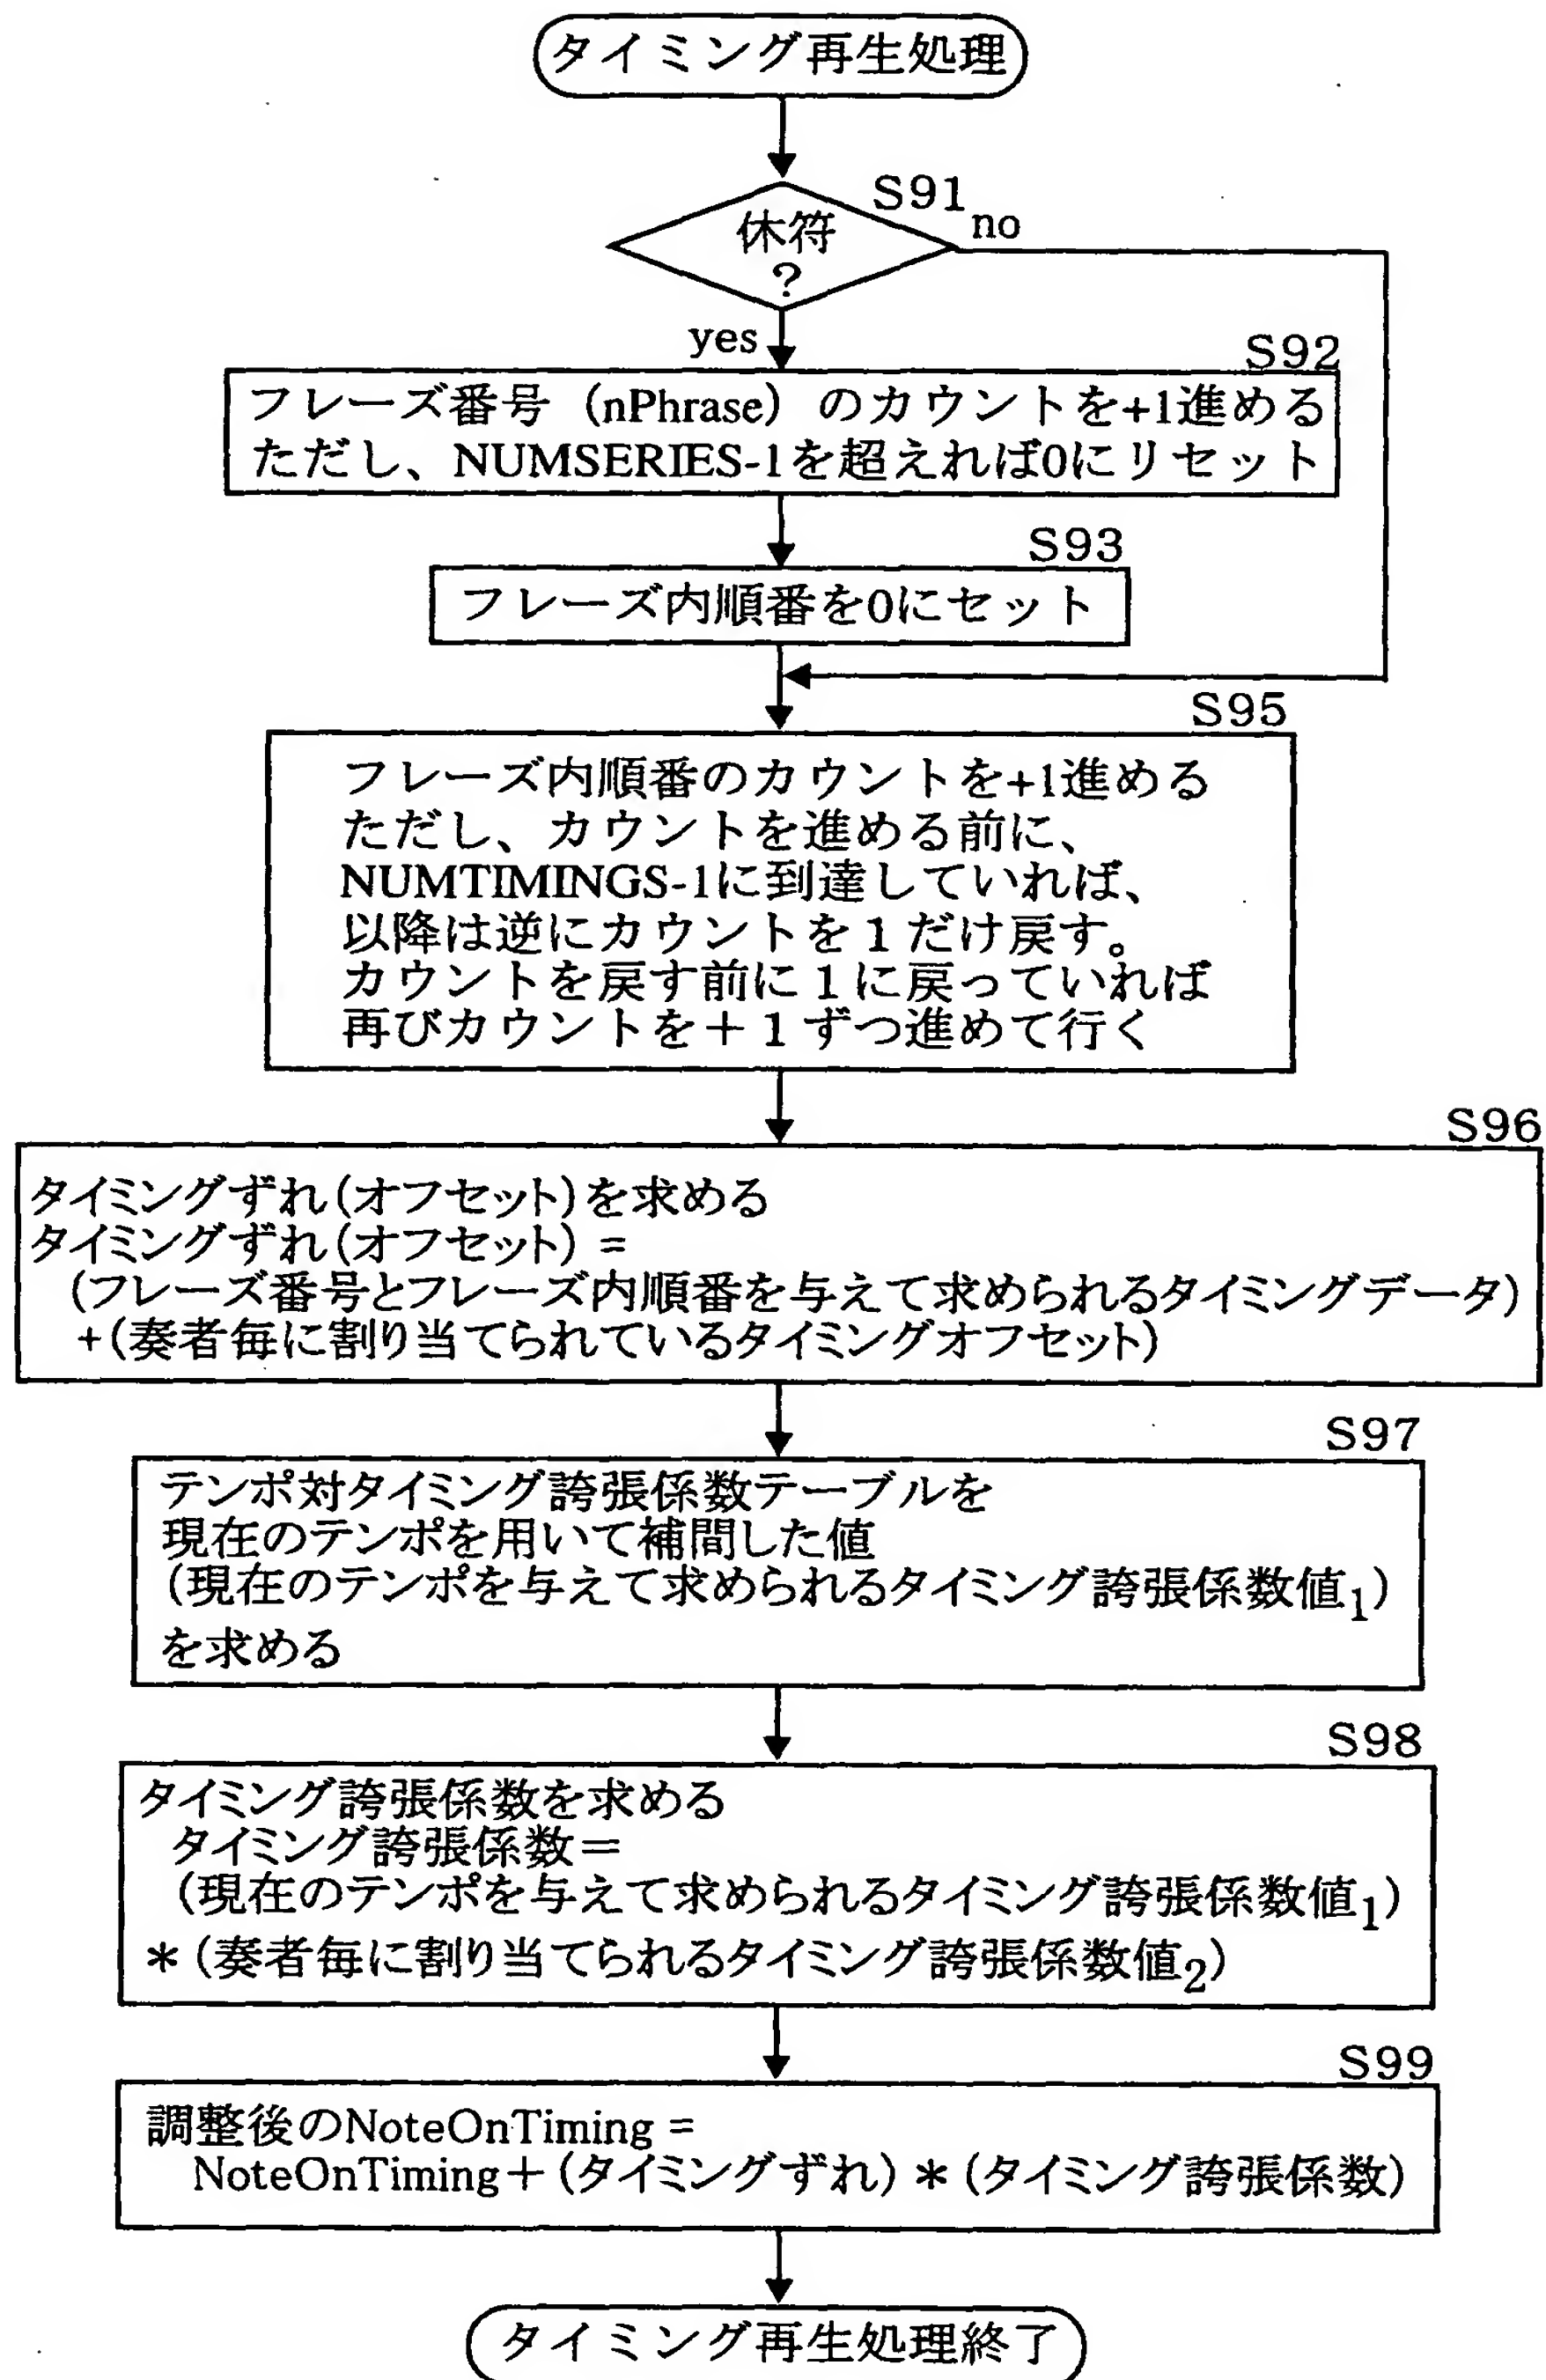 タイミング再生処理
S91
no
休符
?
yes
S92
フレーズ番号（nPhrase）のカウントを+1進める
ただし、NUMSERIES-1を超えれば0にリセット
S93
フレーズ内順番を0にセット
S95
フレーズ内順番のカウントを+1進める
ただし、カウントを進める前に、
NUMTIMINGS-1に到達していれば、
以降は逆にカウントを１だけ戻す。
カウントを戻す前に１に戻っていれば
再びカウントを＋１ずつ進めて行く
S96
タイミングずれ(オフセット)を求める
タイミングずれ(オフセット) =
(フレーズ番号とフレーズ内順番を与えて求められるタイミングデータ)
+(奏者毎に割り当てられているタイミングオフセット)
S97
テンポ対タイミング誇張係数テーブルを
現在のテンポを用いて補間した値
(現在のテンポを与えて求められるタイミング誇張係数値1)
を求める
S98
タイミング誇張係数を求める
タイミング誇張係数＝
(現在のテンポを与えて求められるタイミング誇張係数値1)
＊(奏者毎に割り当てられるタイミング誇張係数値2)
S99
調整後のNoteOnTiming =
NoteOnTiming＋(タイミングずれ)＊(タイミング誇張係数)
タイミング再生処理終了